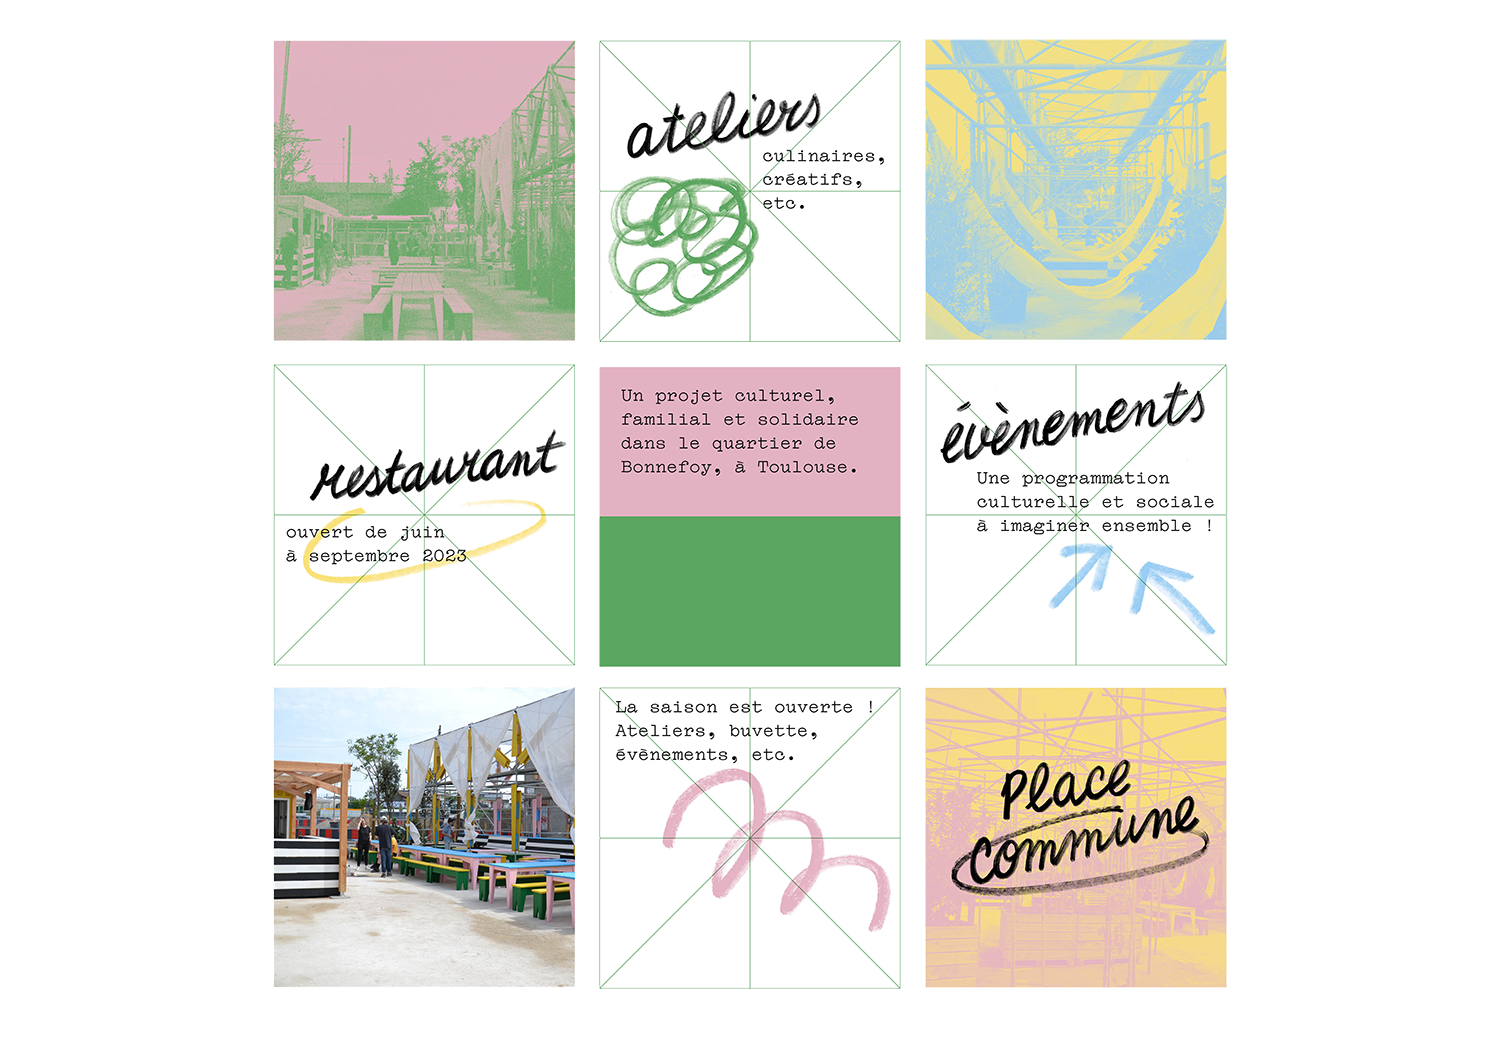 ateliers
culinaires,
créatifs,
etc.
restaurant
ouvert de juin
à septembre 2023
Un projet culturel,
familial et solidaire
dans le quartier de
Bonnefoy, à Toulouse.
évènements
Une programmation
culturelle et sociale
à imaginer ensemble !
La saison est ouverte !
Ateliers, buvette,
évènements, etc.
Place
commune